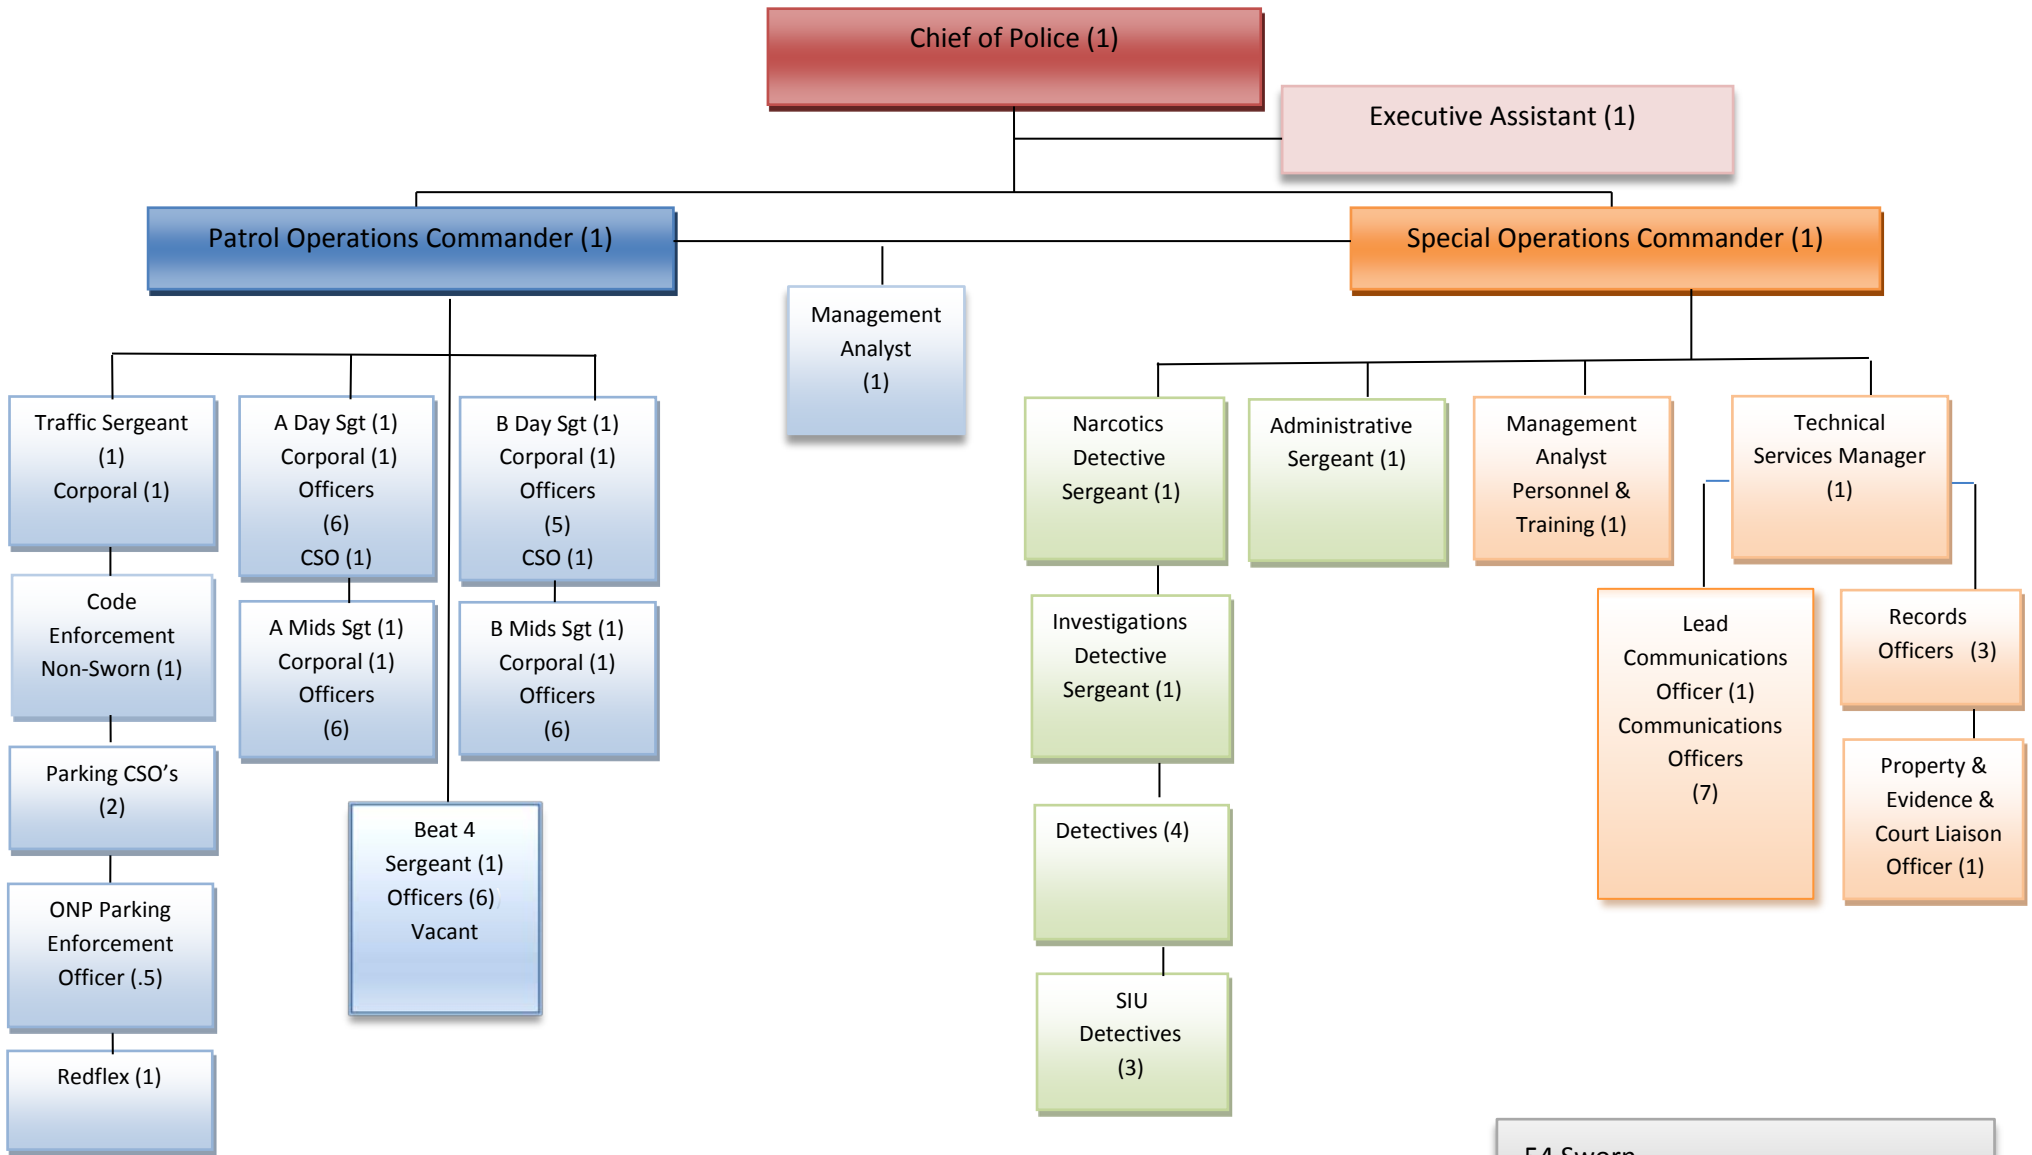 Chief of Police (1)
Executive Assistant (1)
Patrol Operations Commander (1)
Special Operations Commander (1)
Management
Analyst
(1)
Traffic Sergeant
(1)
Corporal (1)
A Day Sgt (1)
Corporal (1)
Officers
(6)
CSO (1)
B Day Sgt (1)
Corporal (1)
Officers
(5)
CSO (1)
Narcotics
Detective
Sergeant (1)
Administrative
Sergeant (1)
Management
Analyst
Personnel &
Training (1)
Technical
Services Manager
(1)
Code
Enforcement
Non-Sworn (1)
A Mids Sgt (1)
Corporal (1)
Officers
(6)
B Mids Sgt (1)
Corporal (1)
Officers
(6)
Investigations
Detective
Sergeant (1)
Lead
Communications
Officer (1)
Communications
Officers
(7)
Records
Officers (3)
Parking CSO's
(2)
Beat 4
Sergeant (1)
Officers (6)
Vacant
Detectives (4)
Property &
Evidence &
Court Liaison
Officer (1)
ONP Parking
Enforcement
Officer (.5)
SIU
Detectives
(3)
Redflex (1)
54 Sworn